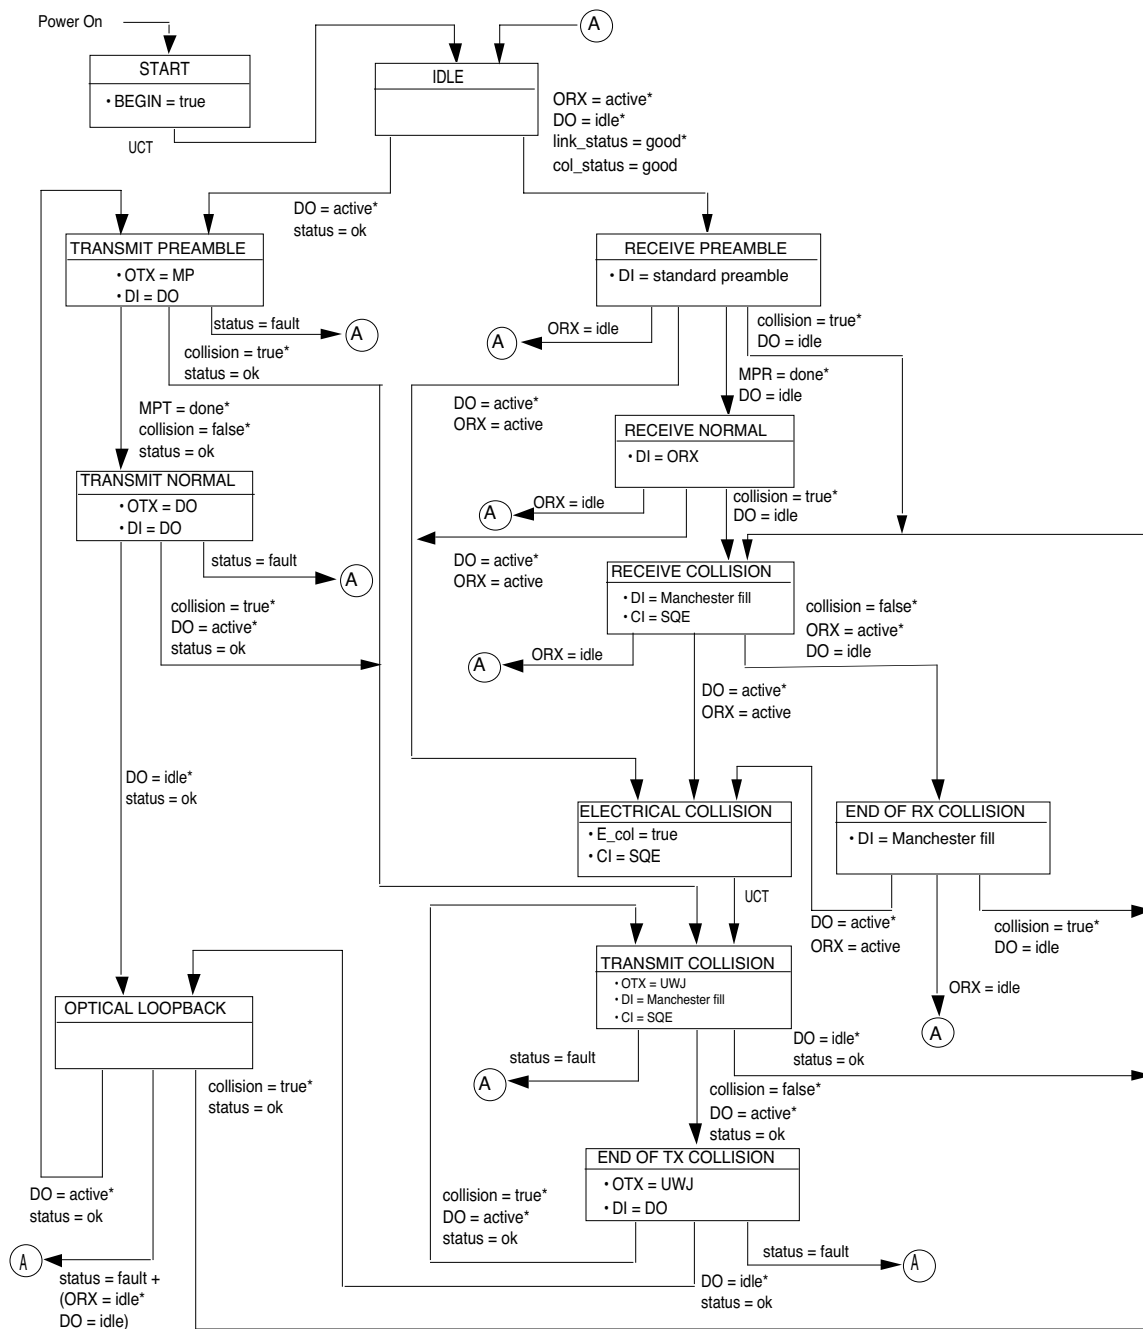 Power On
A
START
• BEGIN = true
UCT
IDLE
ORX = active*
DO = idle*
link_status = good*
col_status = good
DO = active*
status = ok
TRANSMIT PREAMBLE
• OTX = MP
• DI = DO
status = fault
A
collision = true*
status = ok
MPT = done*
collision = false*
status = ok
RECEIVE PREAMBLE
• DI = standard preamble
ORX = idle
A
collision = true*
DO = idle
MPR = done*
DO = idle
DO = active*
ORX = active
RECEIVE NORMAL
• DI = ORX
ORX = idle
A
collision = true*
DO = idle
DO = active*
ORX = active
TRANSMIT NORMAL
• OTX = DO
• DI = DO
status = fault
A
collision = true*
DO = active*
status = ok
RECEIVE COLLISION
• DI = Manchester fill
• CI = SQE
collision = false*
ORX = active*
DO = idle
ORX = idle
A
DO = active*
ORX = active
DO = idle*
status = ok
ELECTRICAL COLLISION
• E_col = true
• CI = SQE
UCT
END OF RX COLLISION
• DI = Manchester fill
DO = active*
ORX = active
collision = true*
DO = idle
ORX = idle
A
TRANSMIT COLLISION
• OTX = UWJ
• DI = Manchester fill
• CI = SQE
DO = idle*
status = ok
status = fault
A
collision = false*
DO = active*
status = ok
OPTICAL LOOPBACK
collision = true*
status = ok
DO = active*
status = ok
A
status = fault +
(ORX = idle*
DO = idle)
END OF TX COLLISION
• OTX = UWJ
• DI = DO
collision = true*
DO = active*
status = ok
status = fault
A
DO = idle*
status = ok